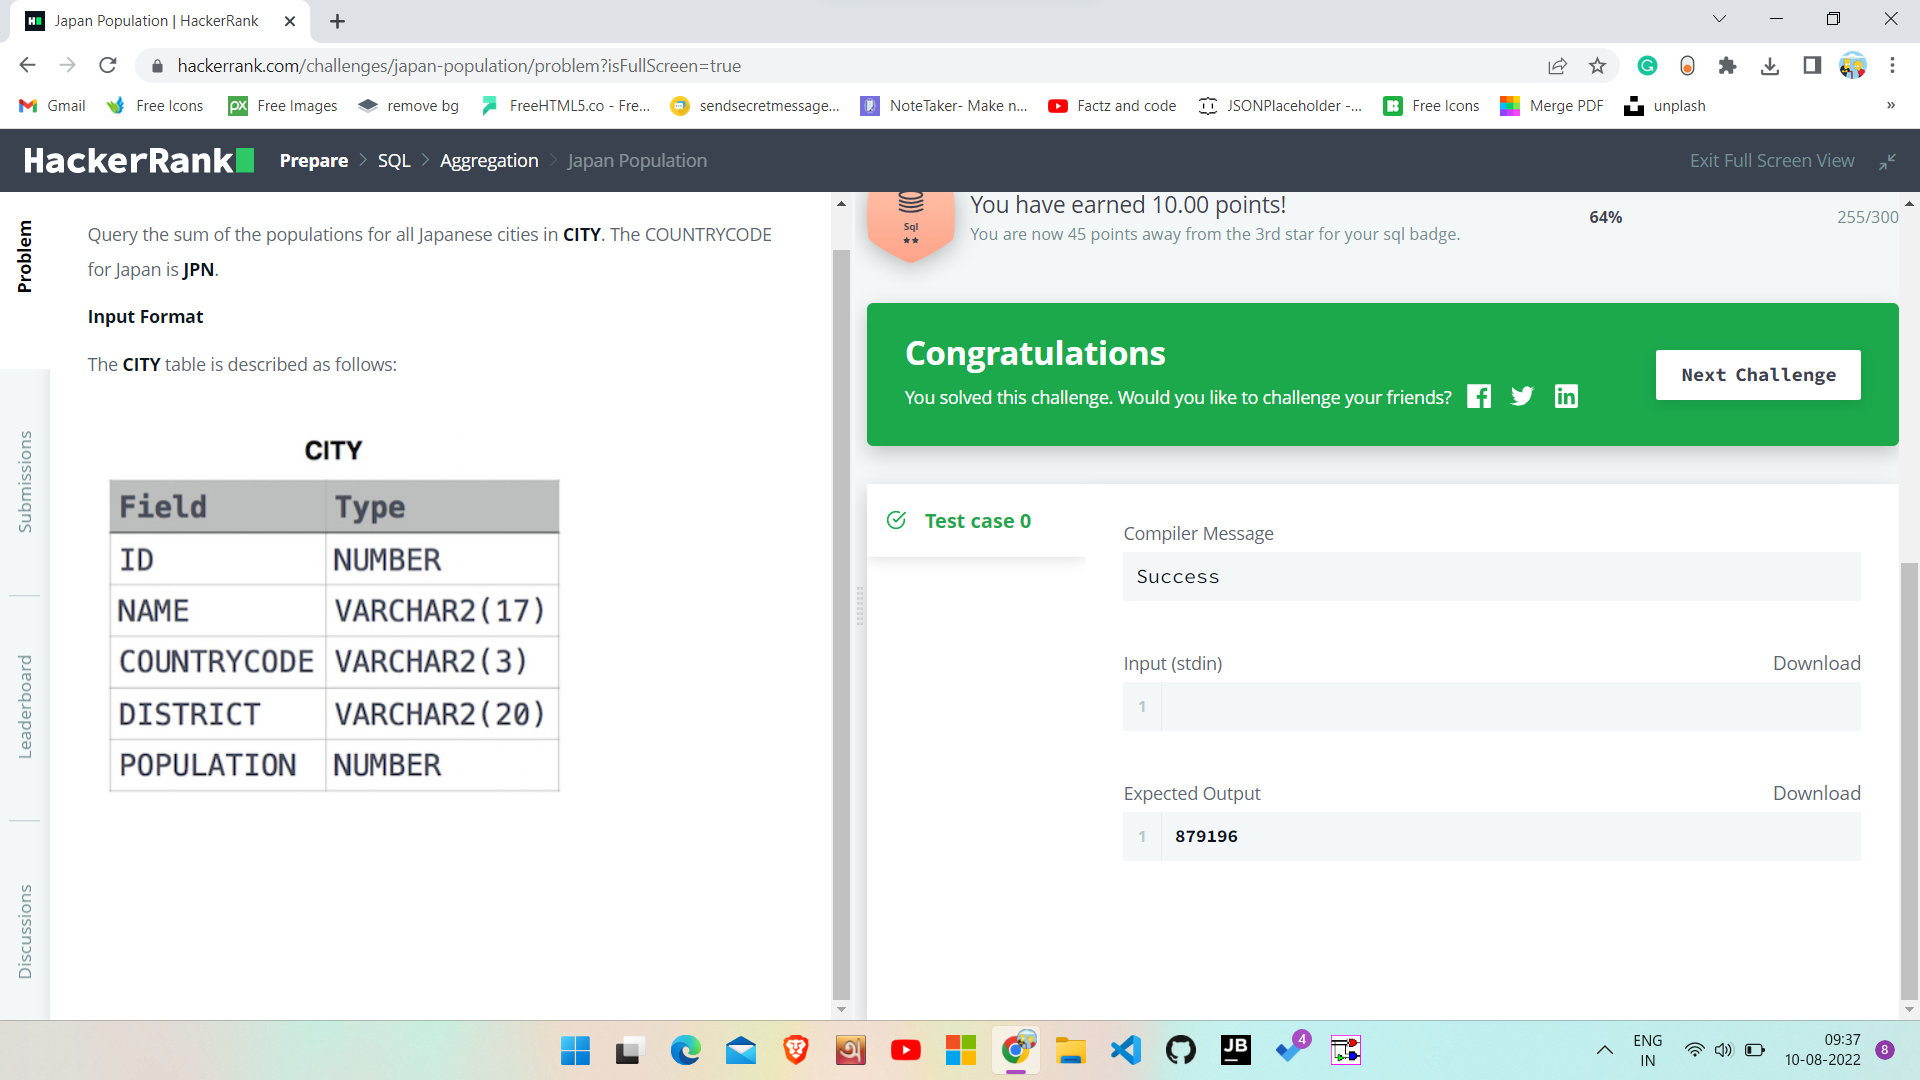 Japan Population | HackerRank
hackerrank.com/challenges/japan-population/problem?isFullScreen=true
Gmail
Free Icons
Free Images
remove bg
FreeHTML5.co - Fre...
sendsecretmessage...
NoteTaker- Make n...
Factz and code
JSONPlaceholder -...
Free Icons
Merge PDF
unplash
»
HackerRank
Prepare
SQL
Aggregation
Japan Population
Exit Full Screen View
Problem
Submissions
Leaderboard
Discussions
Query the sum of the populations for all Japanese cities in CITY. The COUNTRYCODE
for Japan is JPN.
Input Format
The CITY table is described as follows:
CITY
Field Type
ID NUMBER
NAME VARCHAR2(17)
COUNTRYCODE VARCHAR2(3)
DISTRICT VARCHAR2(20)
POPULATION NUMBER
Sql
You have earned 10.00 points!
You are now 45 points away from the 3rd star for your sql badge.
64%
255/300
Congratulations
You solved this challenge. Would you like to challenge your friends?
Next Challenge
Test case 0
Compiler Message
Success
Input (stdin)
Download
1
Expected Output
Download
1 879196
JB
4
ENG
IN
09:37
10-08-2022
8